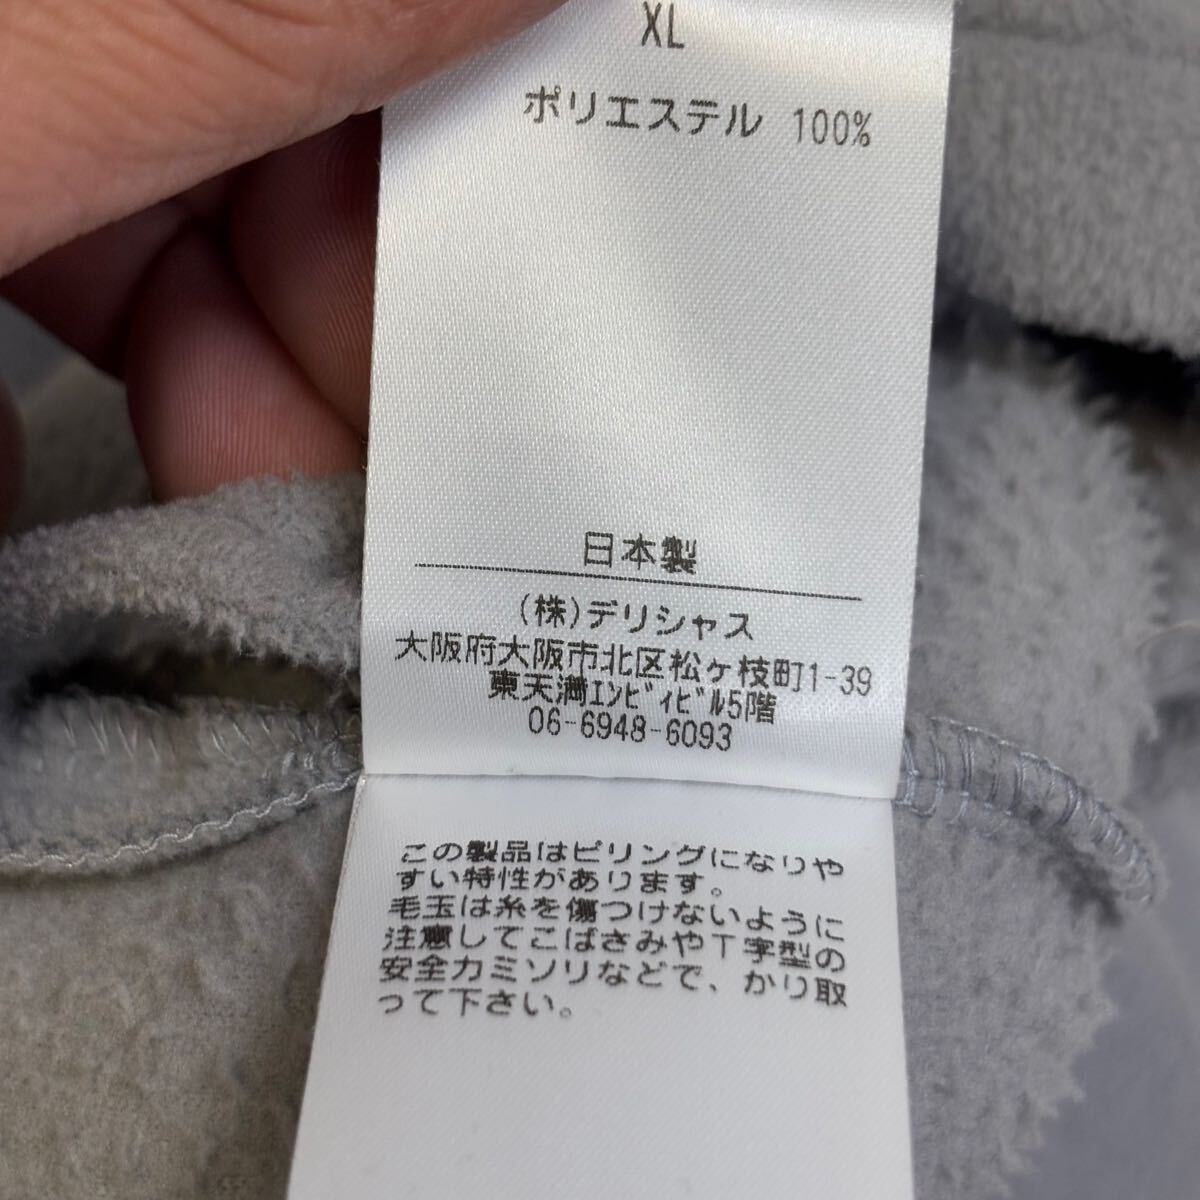 XL
ポリエステル 100%
日本製
(株)デリシャス
大阪府大阪市北区松ヶ枝町1-39
東天満ｴﾝﾋﾞｨﾋﾞﾙ5階
06-6948-6093
この製品はピリングになりや
すい特性があります。
毛玉は糸を傷つけないように
注意してこばさみやT字型の
安全カミソリなどで、かり取
って下さい。